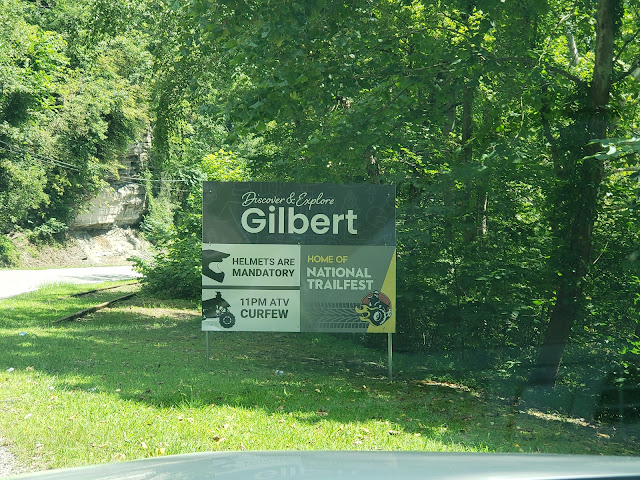 Discover & Explore
Gilbert
HELMETS ARE
MANDATORY
11PM ATV
CURFEW
HOME OF
NATIONAL
TRAILFEST